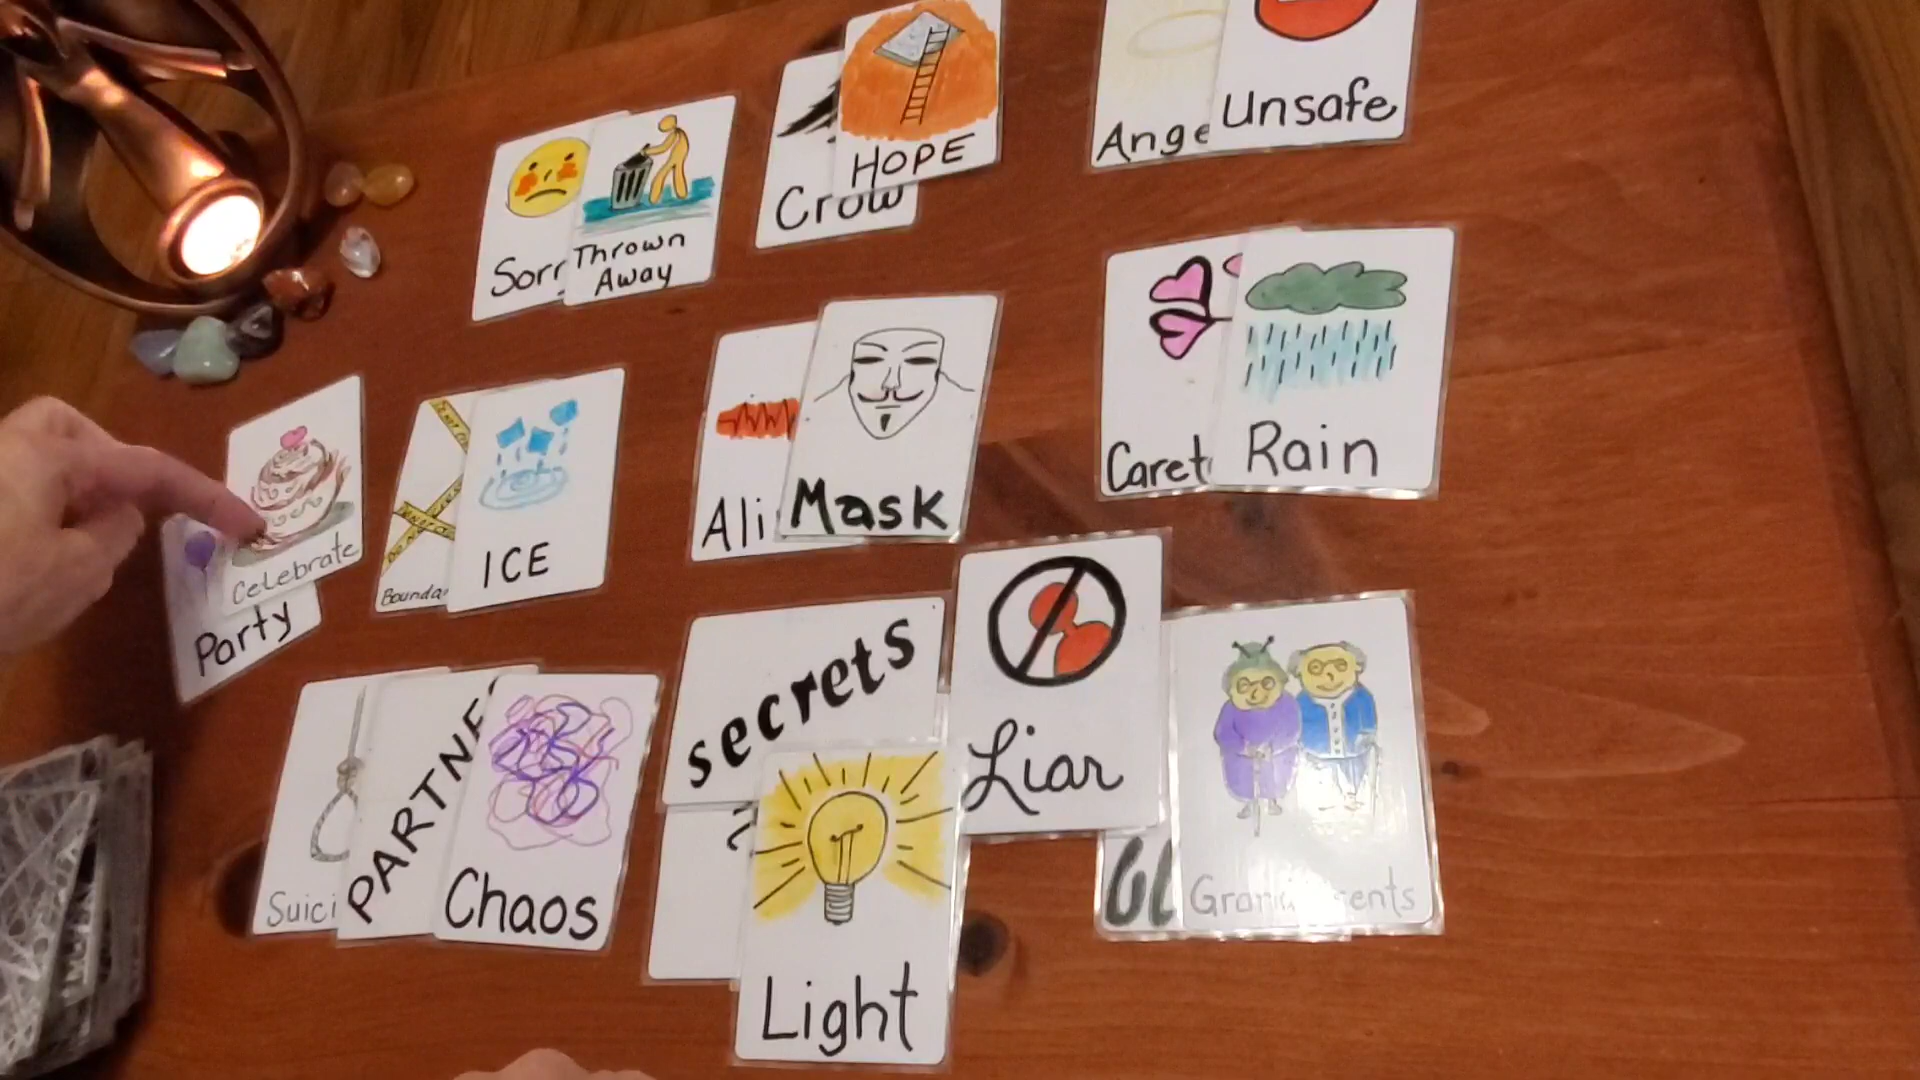 Unsafe
Ange
HOPE
Crow
Thrown
Away
Sorr
Rain
Caret
Mask
Ali
ICE
Bounda
Celebrate
Party
secrets
Liar
Suici
PARTNE
Chaos
Light